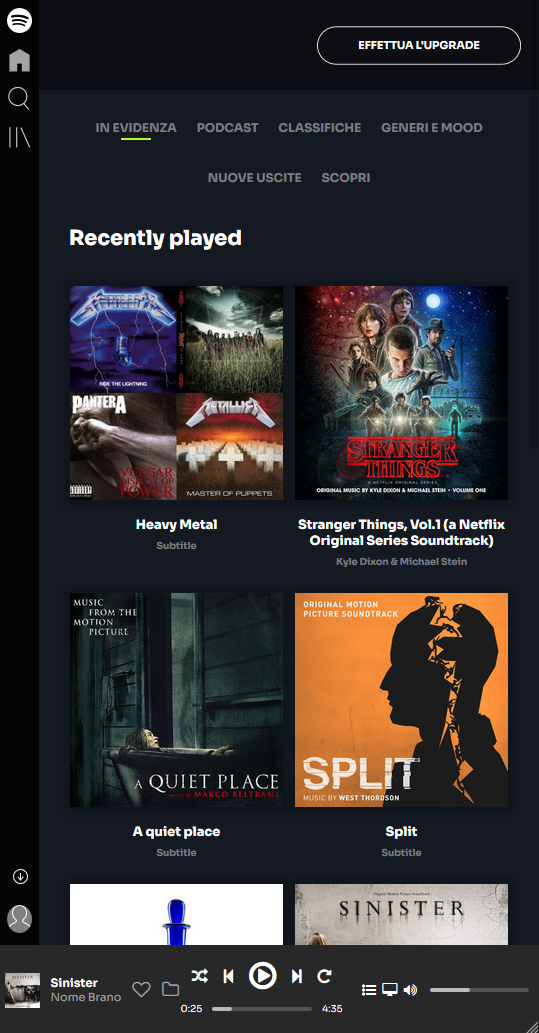 EFFETTUA L'UPGRADE
IN EVIDENZA PODCAST CLASSIFICHE GENERI E MOOD
NUOVE USCITE SCOPRI
Recently played
METALLICA
RIDE THE LIGHTNING
PANTERA
VULGAR
DISPLAY OF
POWER
METALLICA
MASTER OF PUPPETS
STRANGER
THINGS
A NETFLIX ORIGINAL SERIES
ORIGINAL MUSIC BY KYLE DIXON & MICHAEL STEIN • VOLUME ONE
Heavy Metal
Subtitle
Stranger Things, Vol.1 (a Netflix
Original Series Soundtrack)
Kyle Dixon & Michael Stein
MUSIC
FROM THE
MOTION
PICTURE
A QUIET PLACE
MUSIC BY MARCO BELTRAMI
ORIGINAL MOTION
PICTURE SOUNDTRACK
SPLIT
MUSIC BY WEST THORDSON
A quiet place
Subtitle
Split
Subtitle
Original Motion Picture Soundtrack
SINISTER
Sinister
Nome Brano
0:25
4:35